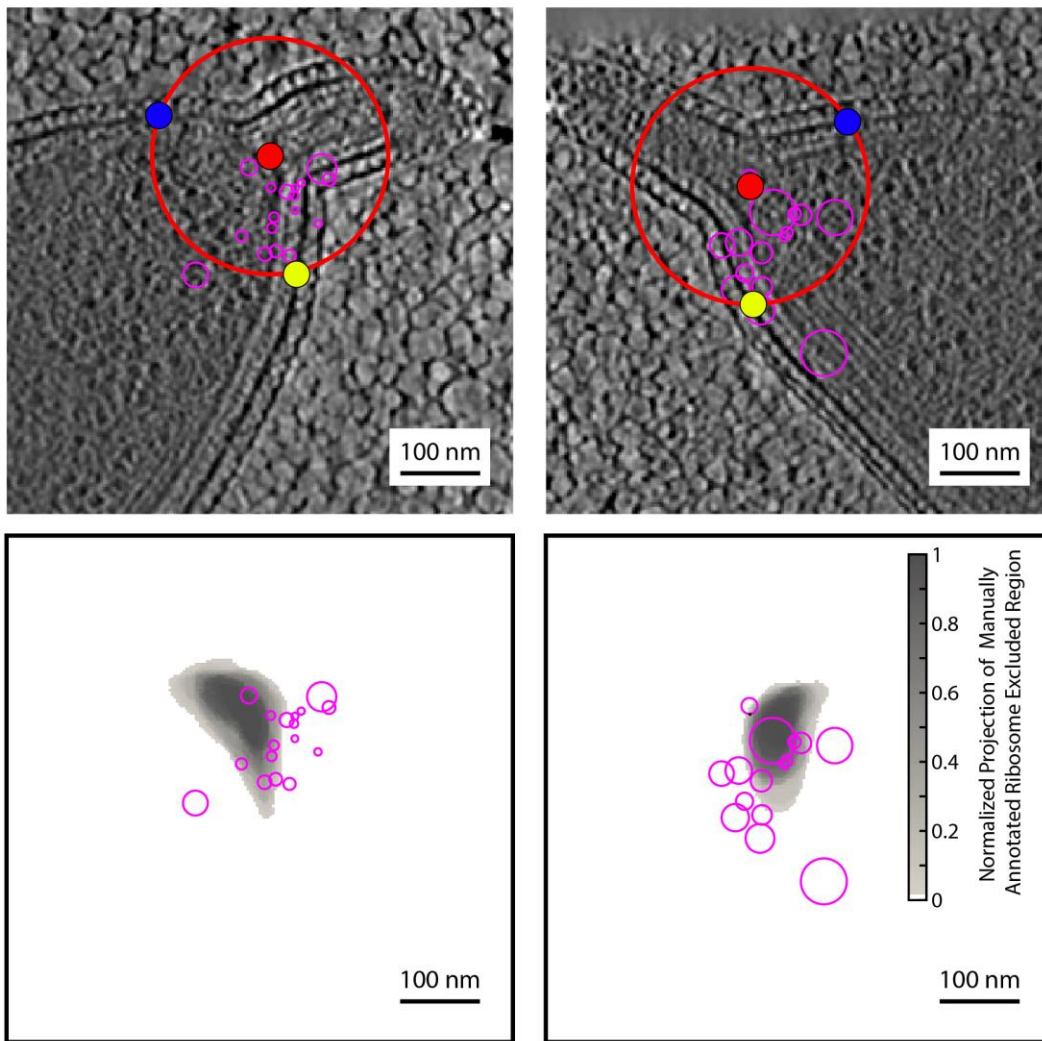 100 nm
100 nm
1
0.8
0.6
0.4
0.2
0
Normalized Projection of Manually
Annotated Ribosome Excluded Region
100 nm
100 nm